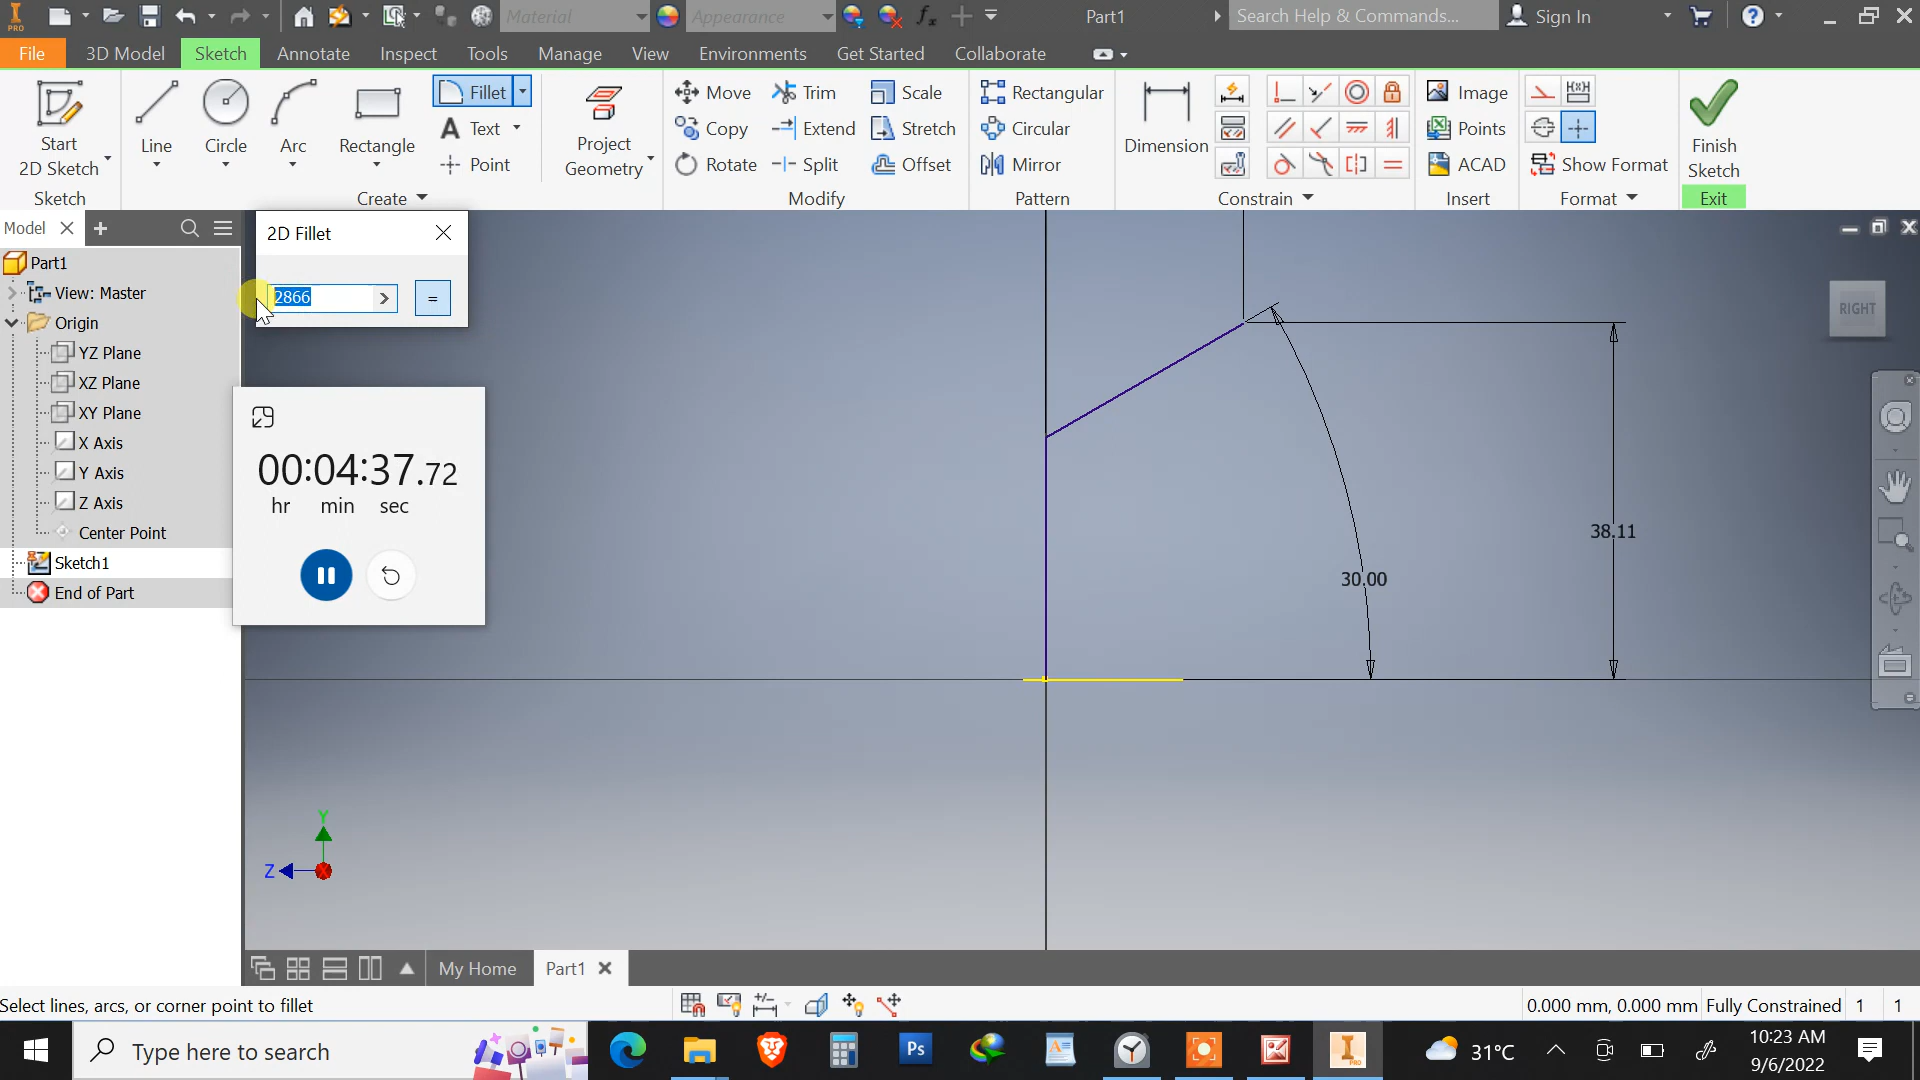 PRO
Material
Appearance
Part1
Search Help & Commands...
Sign In
File
3D Model
Sketch
Annotate
Inspect
Tools
Manage
View
Environments
Get Started
Collaborate
Start
2D Sketch
Sketch
Line
Circle
Arc
Rectangle
Fillet
Text
Point
Create
Project
Geometry
Move
Copy
Rotate
Trim
Extend
Split
Scale
Stretch
Offset
Modify
Rectangular
Circular
Mirror
Pattern
Dimension
Constrain
Image
Points
ACAD
Insert
Show Format
Format
Finish
Sketch
Exit
Model
Part1
View: Master
Origin
YZ Plane
XZ Plane
XY Plane
X Axis
Y Axis
Z Axis
Center Point
Sketch1
End of Part
2D Fillet
2866
=
00:04:37.72
hr min sec
RIGHT
38.11
30.00
Y
Z
X
My Home
Part1
Select lines, arcs, or corner point to fillet
0.000 mm, 0.000 mm Fully Constrained 1 1
Type here to search
Ps
PRO
31°C
10:23 AM
9/6/2022